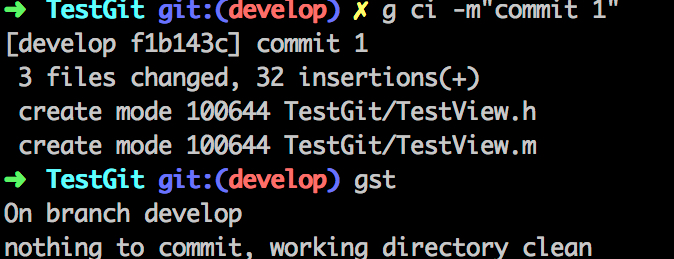 ➜ TestGit git:(develop) ✗ g ci -m"commit 1"
[develop f1b143c] commit 1
 3 files changed, 32 insertions(+)
 create mode 100644 TestGit/TestView.h
 create mode 100644 TestGit/TestView.m
➜ TestGit git:(develop) gst
On branch develop
nothing to commit, working directory clean